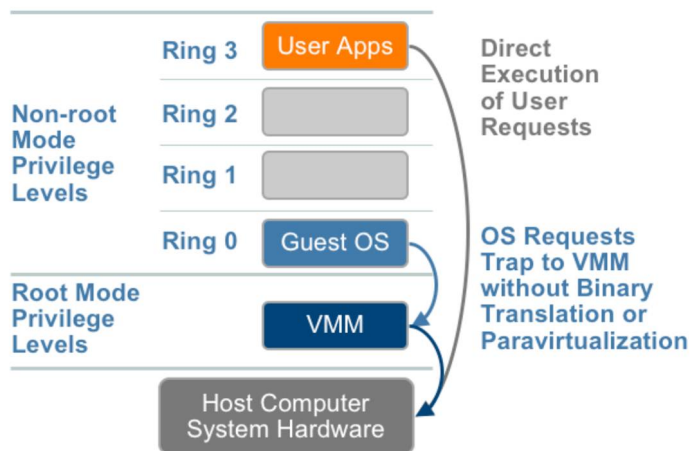 Ring 3
User Apps
Direct
Execution
of User
Requests
Non-root
Mode
Privilege
Levels
Ring 2
Ring 1
Ring 0
Guest OS
OS Requests
Trap to VMM
without Binary
Translation or
Paravirtualization
Root Mode
Privilege
Levels
VMM
Host Computer
System Hardware